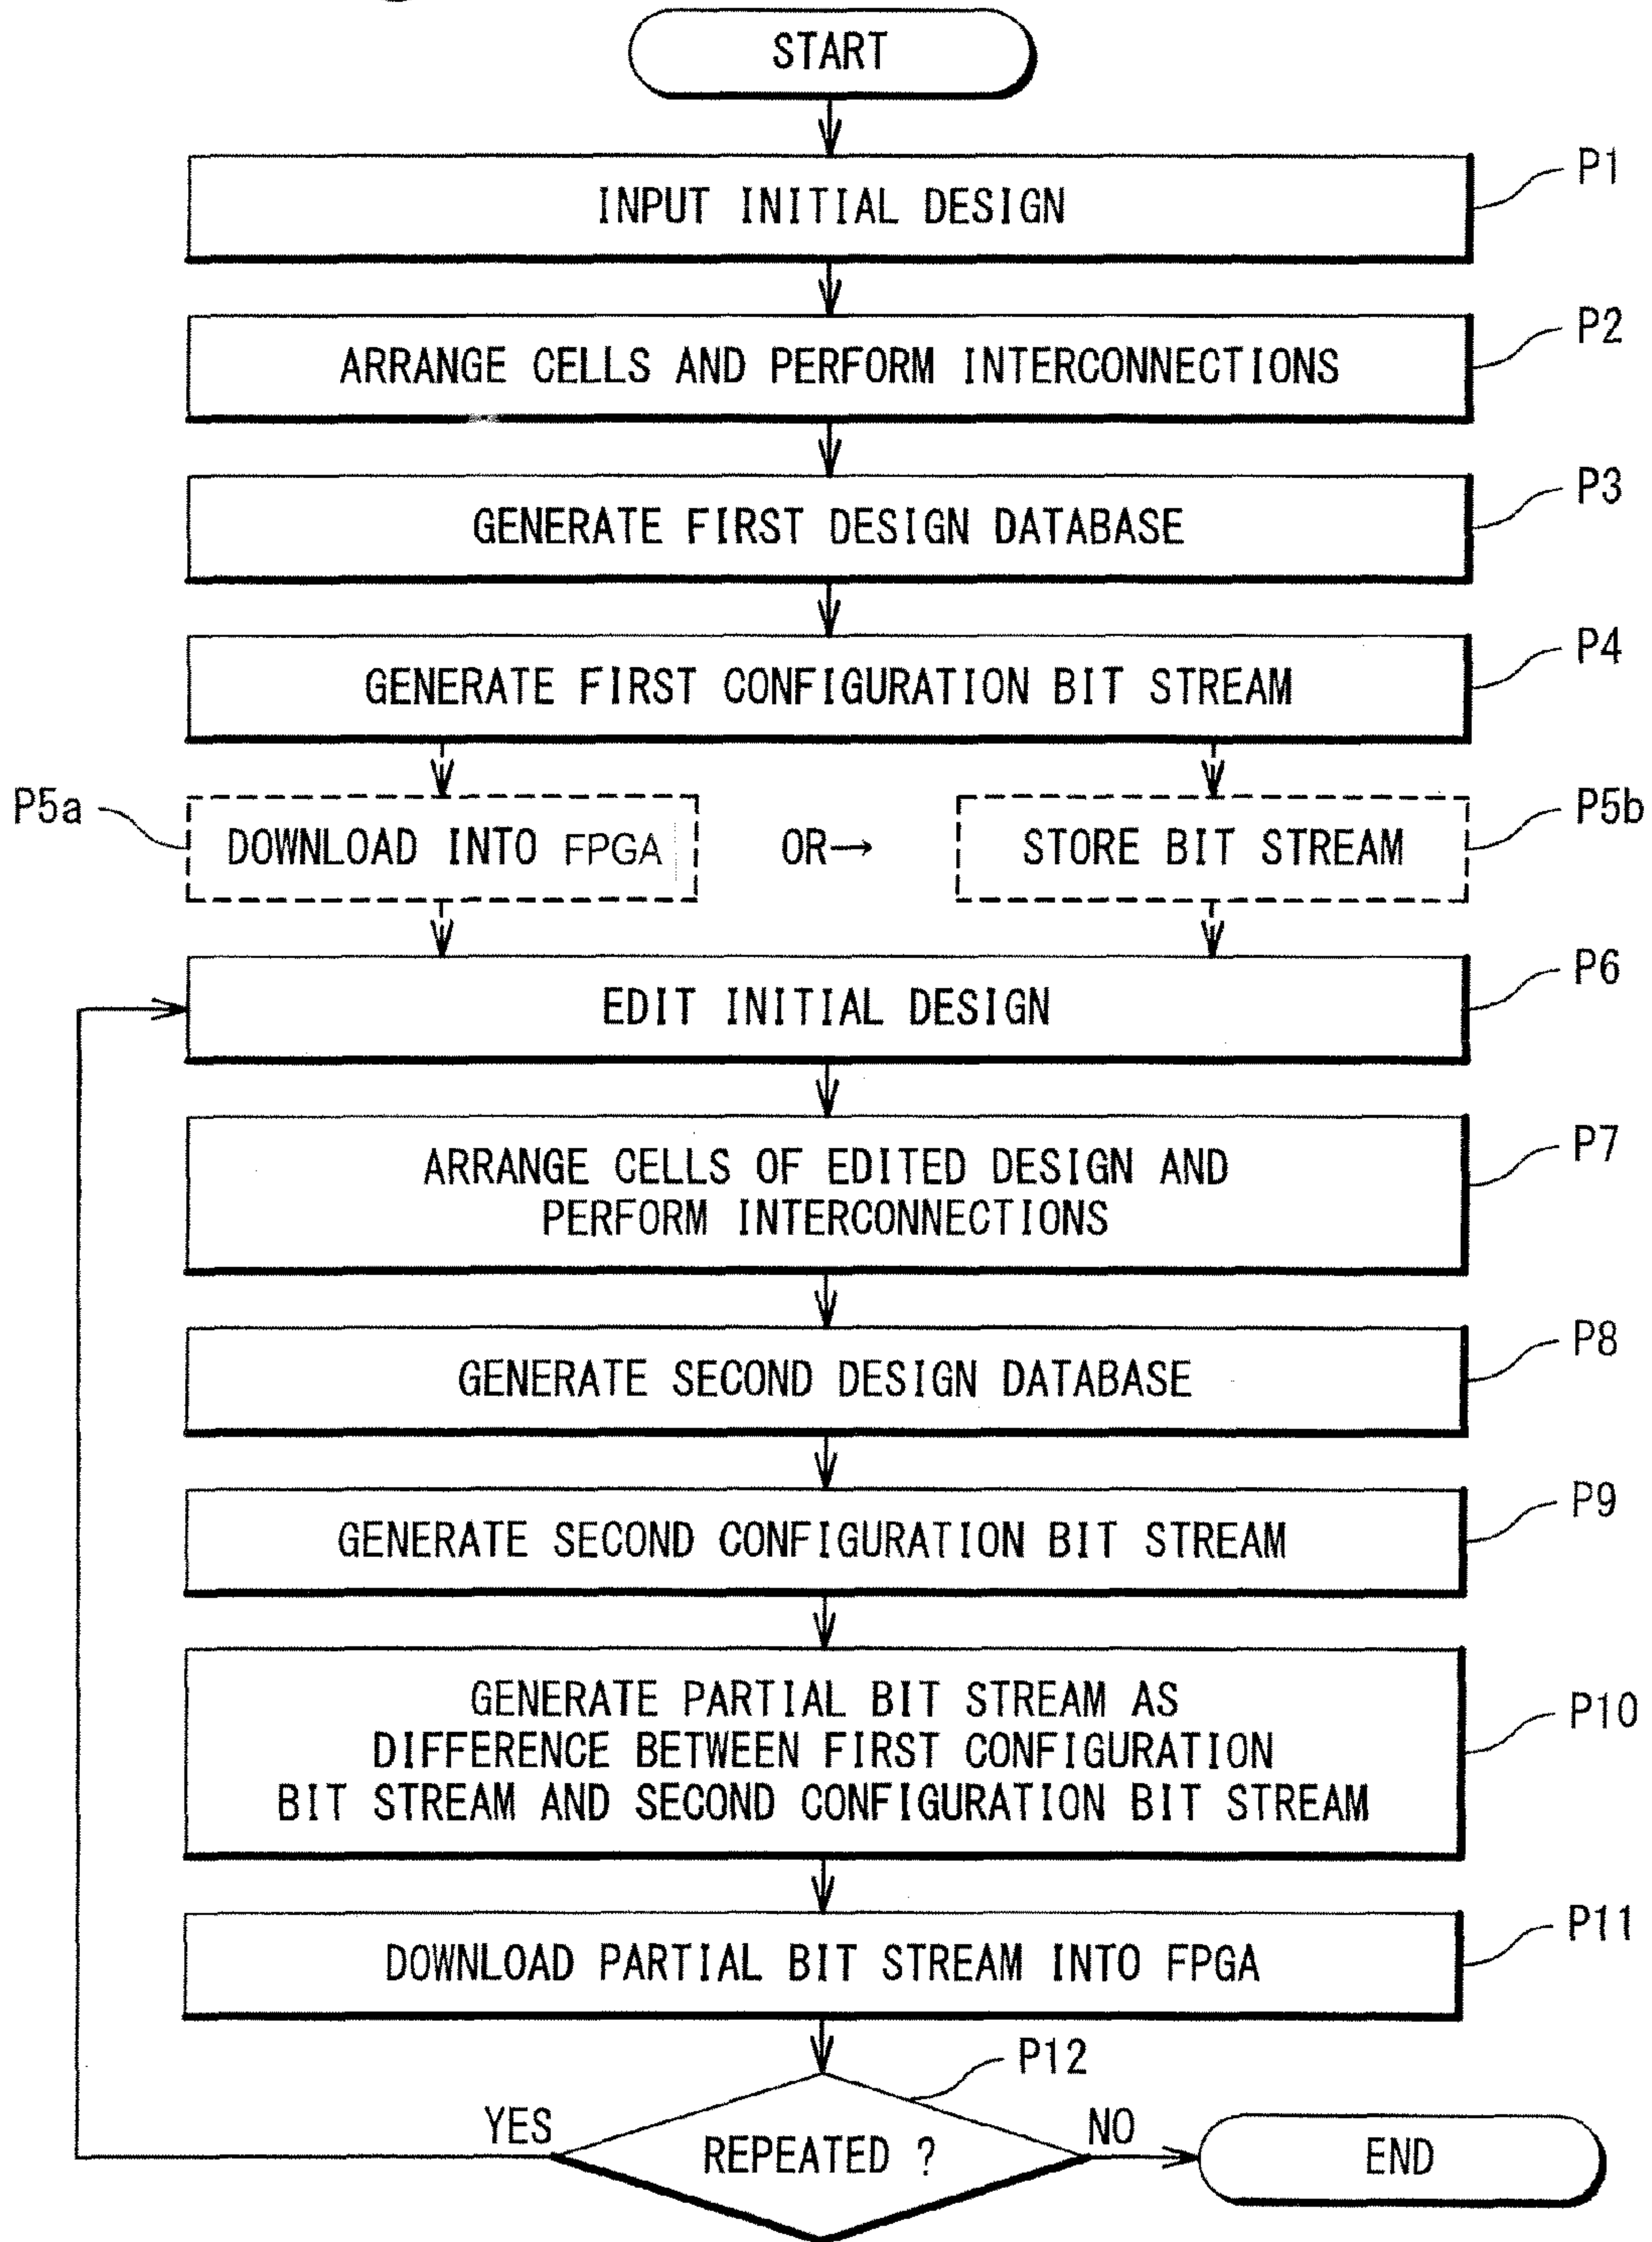 START
INPUT INITIAL DESIGN
P1
ARRANGE CELLS AND PERFORM INTERCONNECTIONS
P2
GENERATE FIRST DESIGN DATABASE
P3
GENERATE FIRST CONFIGURATION BIT STREAM
P4
P5a
DOWNLOAD INTO FPGA
OR→
STORE BIT STREAM
P5b
EDIT INITIAL DESIGN
P6
ARRANGE CELLS OF EDITED DESIGN AND
PERFORM INTERCONNECTIONS
P7
GENERATE SECOND DESIGN DATABASE
P8
GENERATE SECOND CONFIGURATION BIT STREAM
P9
GENERATE PARTIAL BIT STREAM AS
DIFFERENCE BETWEEN FIRST CONFIGURATION
BIT STREAM AND SECOND CONFIGURATION BIT STREAM
P10
DOWNLOAD PARTIAL BIT STREAM INTO FPGA
P11
P12
YES
REPEATED ?
NO
END